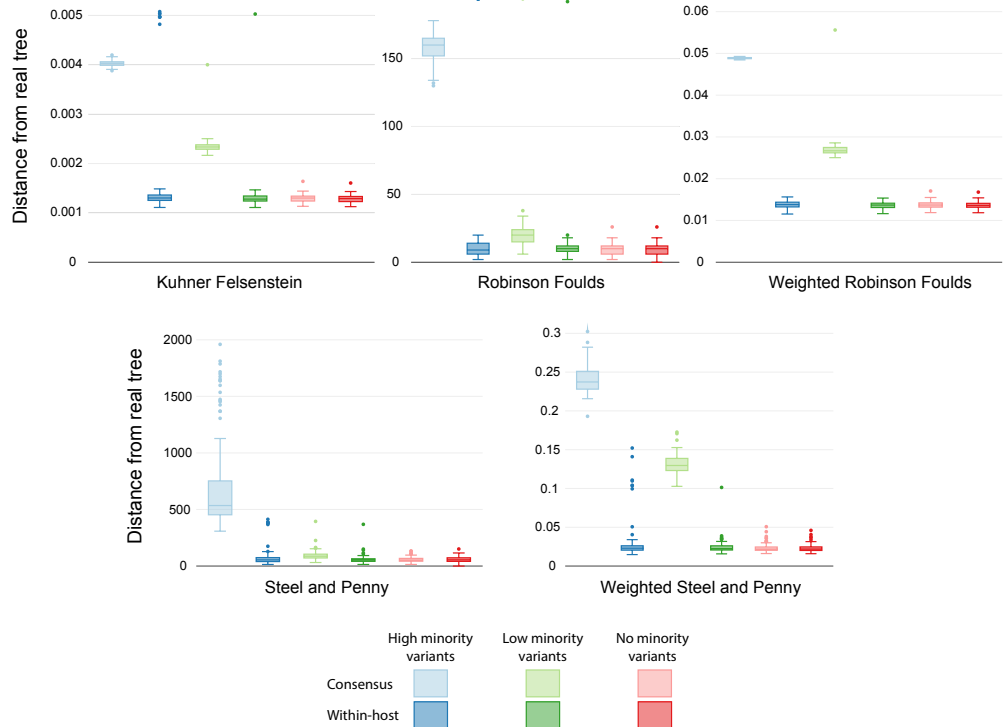 Distance from real tree
0.005
0.004
0.003
0.002
0.001
0
Kuhner Felsenstein
150
100
50
0
Robinson Foulds
0.06
0.05
0.04
0.03
0.02
0.01
0
Weighted Robinson Foulds
Distance from real tree
2000
1500
1000
500
0
Steel and Penny
0.3
0.25
0.2
0.15
0.1
0.05
0
Weighted Steel and Penny
High minority Low minority No minority
variants variants variants
Consensus
Within-host